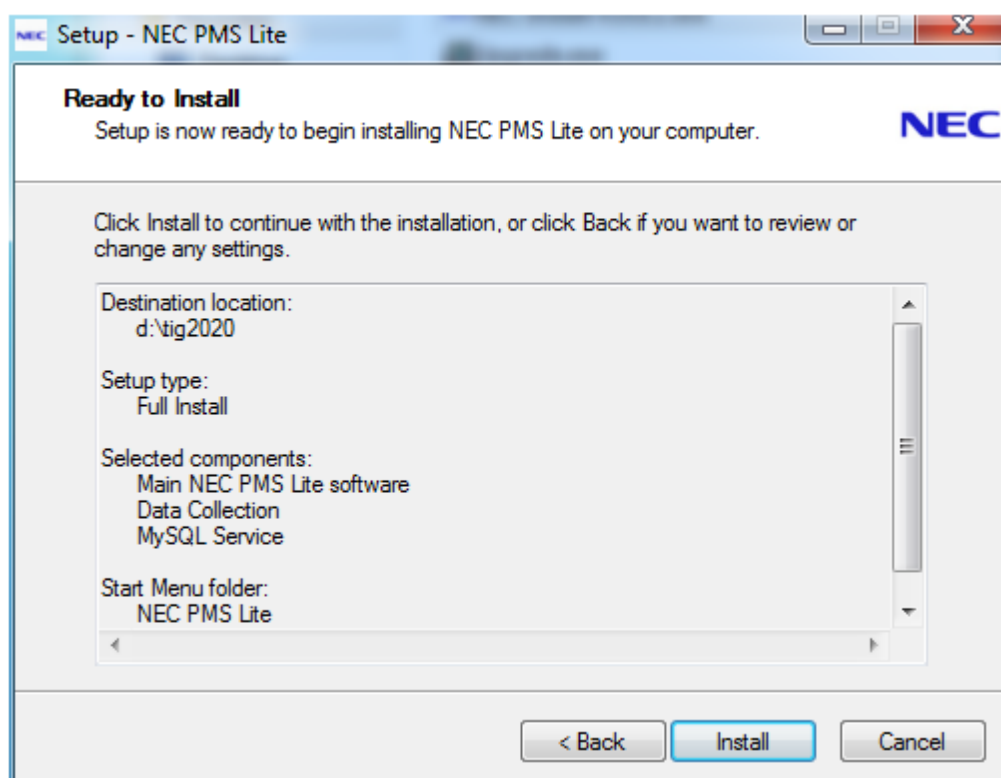 NEC Setup - NEC PMS Lite
Ready to Install
Setup is now ready to begin installing NEC PMS Lite on your computer.
NEC
Click Install to continue with the installation, or click Back if you want to review or
change any settings.
Destination location:
d:\tig2020
Setup type:
Full Install
Selected components:
Main NEC PMS Lite software
Data Collection
MySQL Service
Start Menu folder:
NEC PMS Lite
< Back Install Cancel